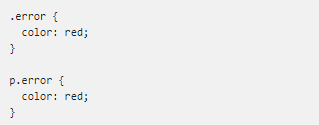 .error {
  color: red;
}

p.error {
  color: red;
}